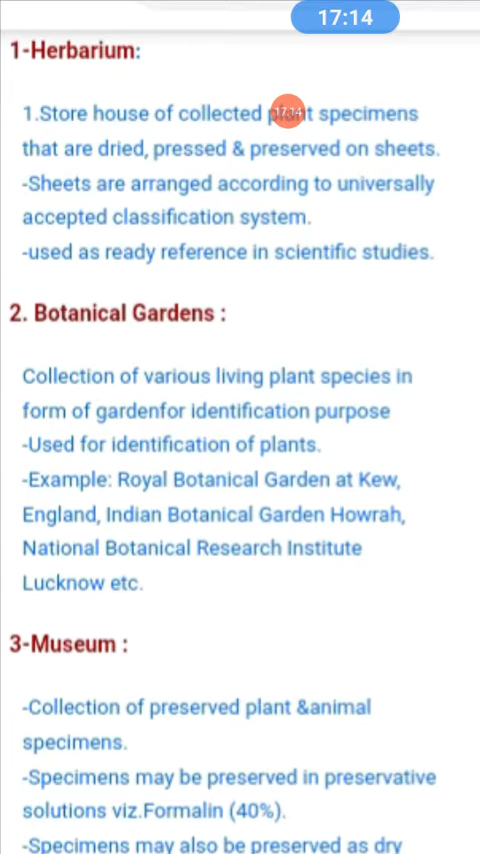 17:14
1-Herbarium:
1.Store house of collected plant specimens
17:14
that are dried, pressed & preserved on sheets.
-Sheets are arranged according to universally
accepted classification system.
-used as ready reference in scientific studies.
2. Botanical Gardens :
Collection of various living plant species in
form of gardenfor identification purpose
-Used for identification of plants.
-Example: Royal Botanical Garden at Kew,
England, Indian Botanical Garden Howrah,
National Botanical Research Institute
Lucknow etc.
3-Museum :
-Collection of preserved plant &animal
specimens.
-Specimens may be preserved in preservative
solutions viz.Formalin (40%).
-Specimens may also be preserved as dry